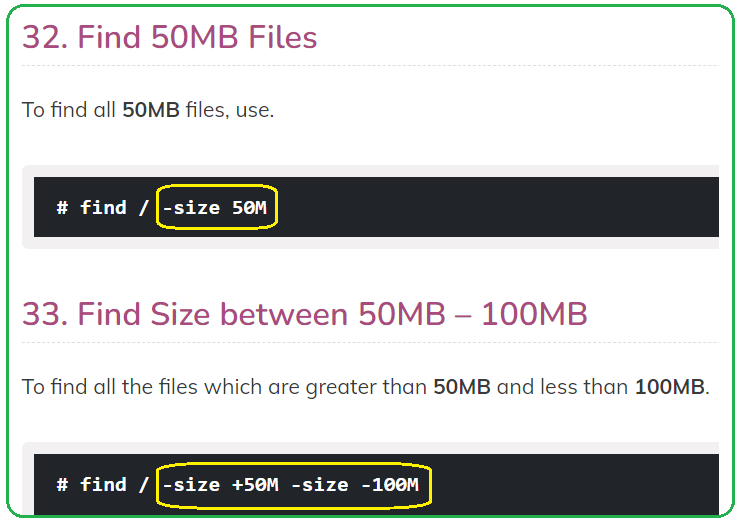 32. Find 50MB Files
To find all 50MB files, use.
# find / -size 50M
33. Find Size between 50MB – 100MB
To find all the files which are greater than 50MB and less than 100MB.
# find / -size +50M -size -100M